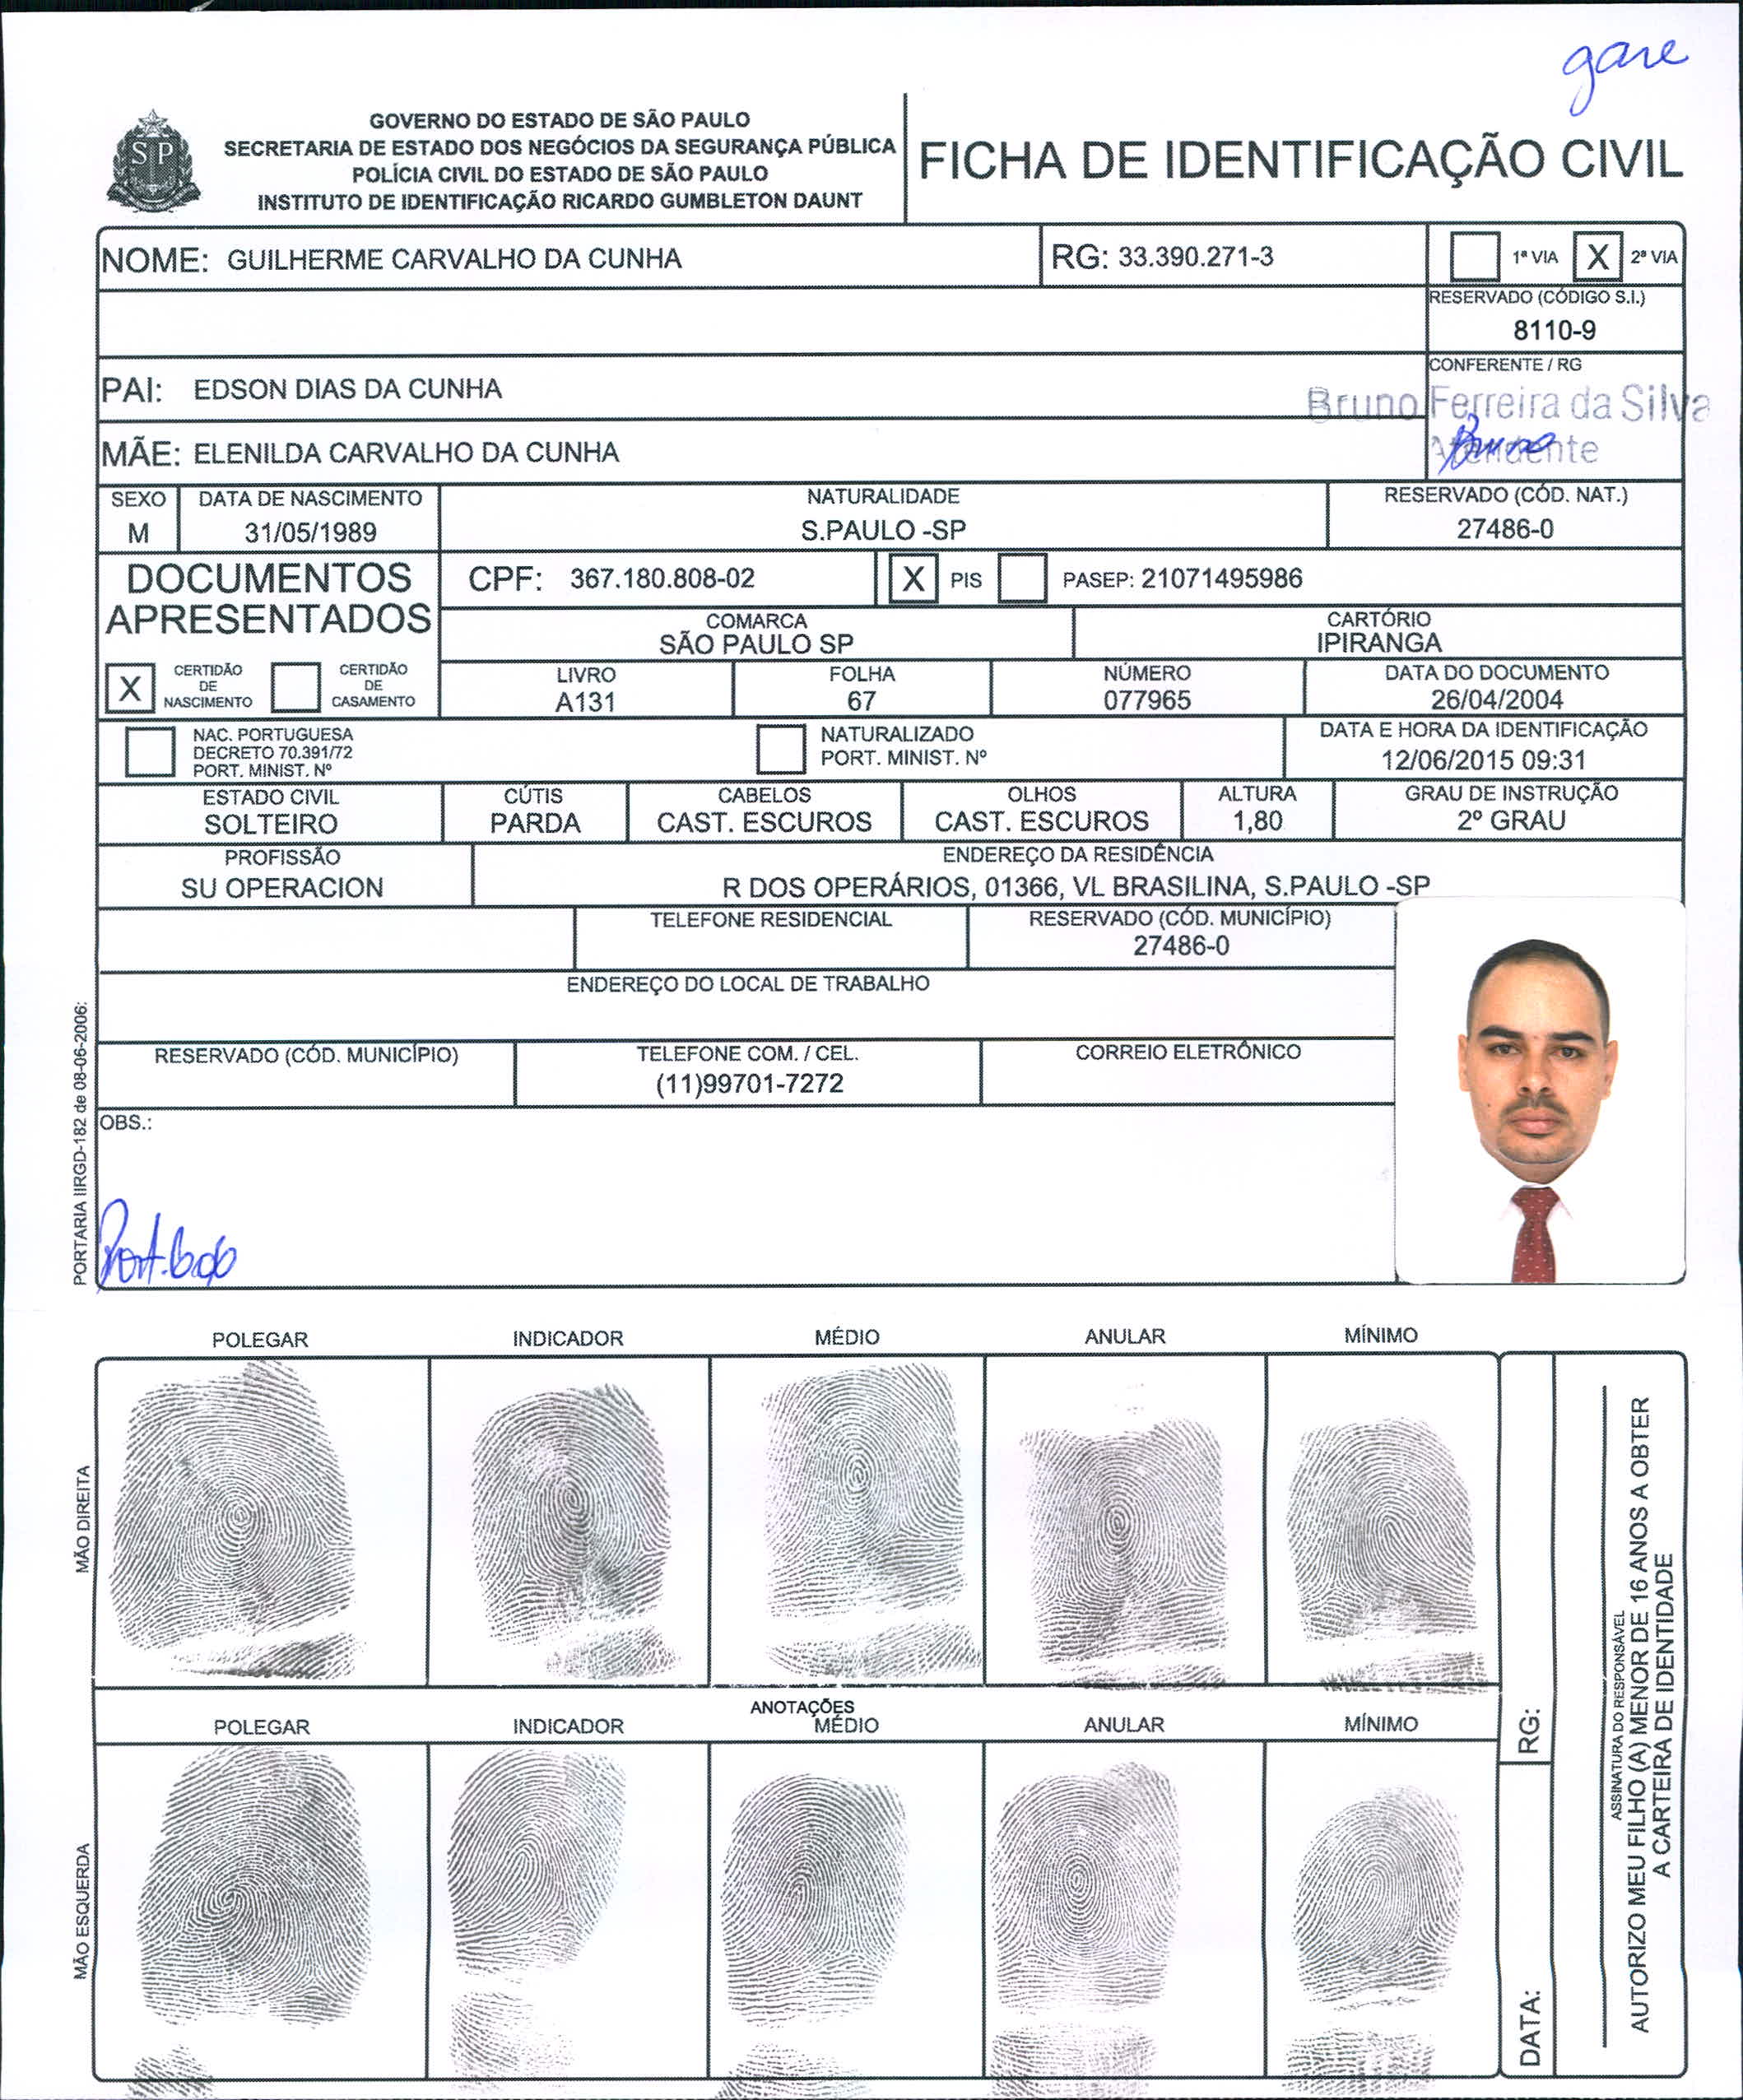 gare
GOVERNO DO ESTADO DE SÃO PAULO
SECRETARIA DE ESTADO DOS NEGÓCIOS DA SEGURANÇA PÚBLICA
POLÍCIA CIVIL DO ESTADO DE SÃO PAULO
INSTITUTO DE IDENTIFICAÇÃO RICARDO GUMBLETON DAUNT
SP
FICHA DE IDENTIFICAÇÃO CIVIL
NOME: GUILHERME CARVALHO DA CUNHA
RG: 33.390.271-3
1ª VIA X 2ª VIA
RESERVADO (CÓDIGO S.I.)
8110-9
PAI: EDSON DIAS DA CUNHA
CONFERENTE / RG
Bruno Ferreira da Silva
Atendente
Bruno
MÃE: ELENILDA CARVALHO DA CUNHA
SEXO
M
DATA DE NASCIMENTO
31/05/1989
NATURALIDADE
S.PAULO -SP
RESERVADO (CÓD. NAT.)
27486-0
DOCUMENTOS
APRESENTADOS
CPF: 367.180.808-02
X PIS
PASEP: 21071495986
COMARCA
SÃO PAULO SP
CARTÓRIO
IPIRANGA
X
CERTIDÃO
DE
NASCIMENTO
CERTIDÃO
DE
CASAMENTO
LIVRO
A131
FOLHA
67
NÚMERO
077965
DATA DO DOCUMENTO
26/04/2004
NAC. PORTUGUESA
DECRETO 70.391/72
PORT. MINIST. Nº
NATURALIZADO
PORT. MINIST. Nº
DATA E HORA DA IDENTIFICAÇÃO
12/06/2015 09:31
ESTADO CIVIL
SOLTEIRO
CÚTIS
PARDA
CABELOS
CAST. ESCUROS
OLHOS
CAST. ESCUROS
ALTURA
1,80
GRAU DE INSTRUÇÃO
2º GRAU
PROFISSÃO
SU OPERACION
ENDEREÇO DA RESIDÊNCIA
R DOS OPERÁRIOS, 01366, VL BRASILINA, S.PAULO -SP
TELEFONE RESIDENCIAL
RESERVADO (CÓD. MUNICÍPIO)
27486-0
ENDEREÇO DO LOCAL DE TRABALHO
RESERVADO (CÓD. MUNICÍPIO)
TELEFONE COM. / CEL.
(11)99701-7272
CORREIO ELETRÔNICO
OBS.:
PORTARIA IIRGD-182 de 08-06-2006:
POLEGAR
INDICADOR
MÉDIO
ANULAR
MÍNIMO
MÃO DIREITA
ANOTAÇÕES
POLEGAR
INDICADOR
MÉDIO
ANULAR
MÍNIMO
MÃO ESQUERDA
RG:
DATA:
ASSINATURA DO RESPONSÁVEL
AUTORIZO MEU FILHO (A) MENOR DE 16 ANOS A OBTER
A CARTEIRA DE IDENTIDADE